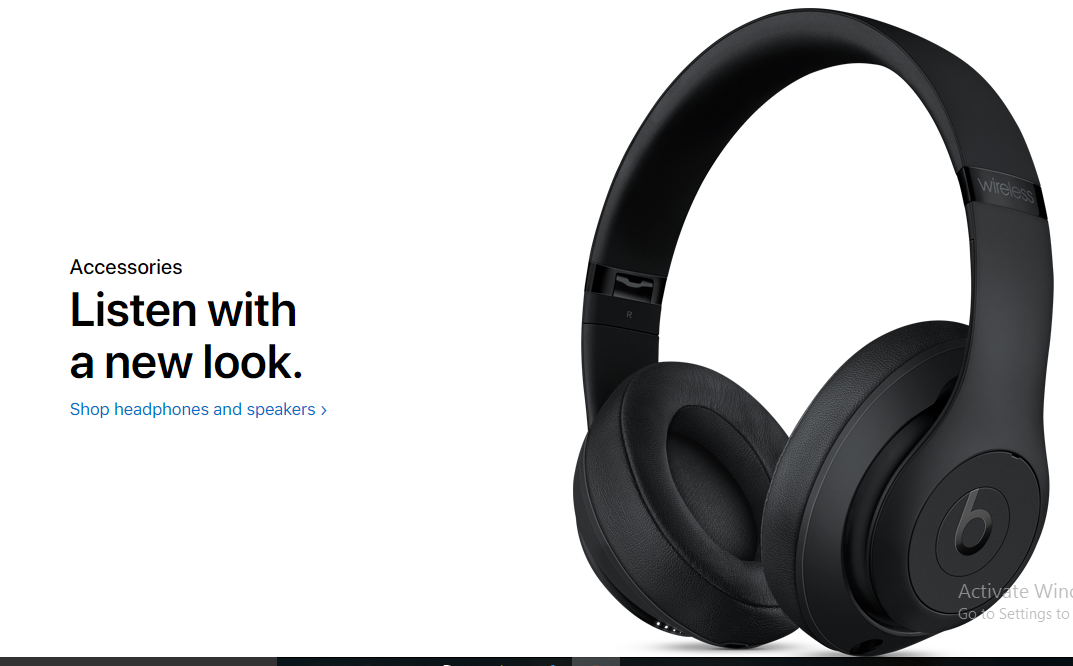 Accessories
Listen with
a new look.
Shop headphones and speakers ›
wireless
R
b
Activate Wind
Go to Settings to